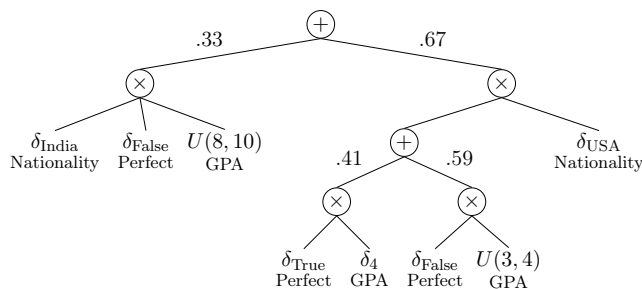 +
.33 .67
× ×
δIndia δFalse U(8, 10) + δUSA
Nationality Perfect GPA Nationality
.41 .59
× ×
δTrue δ4 δFalse U(3, 4)
Perfect GPA Perfect GPA